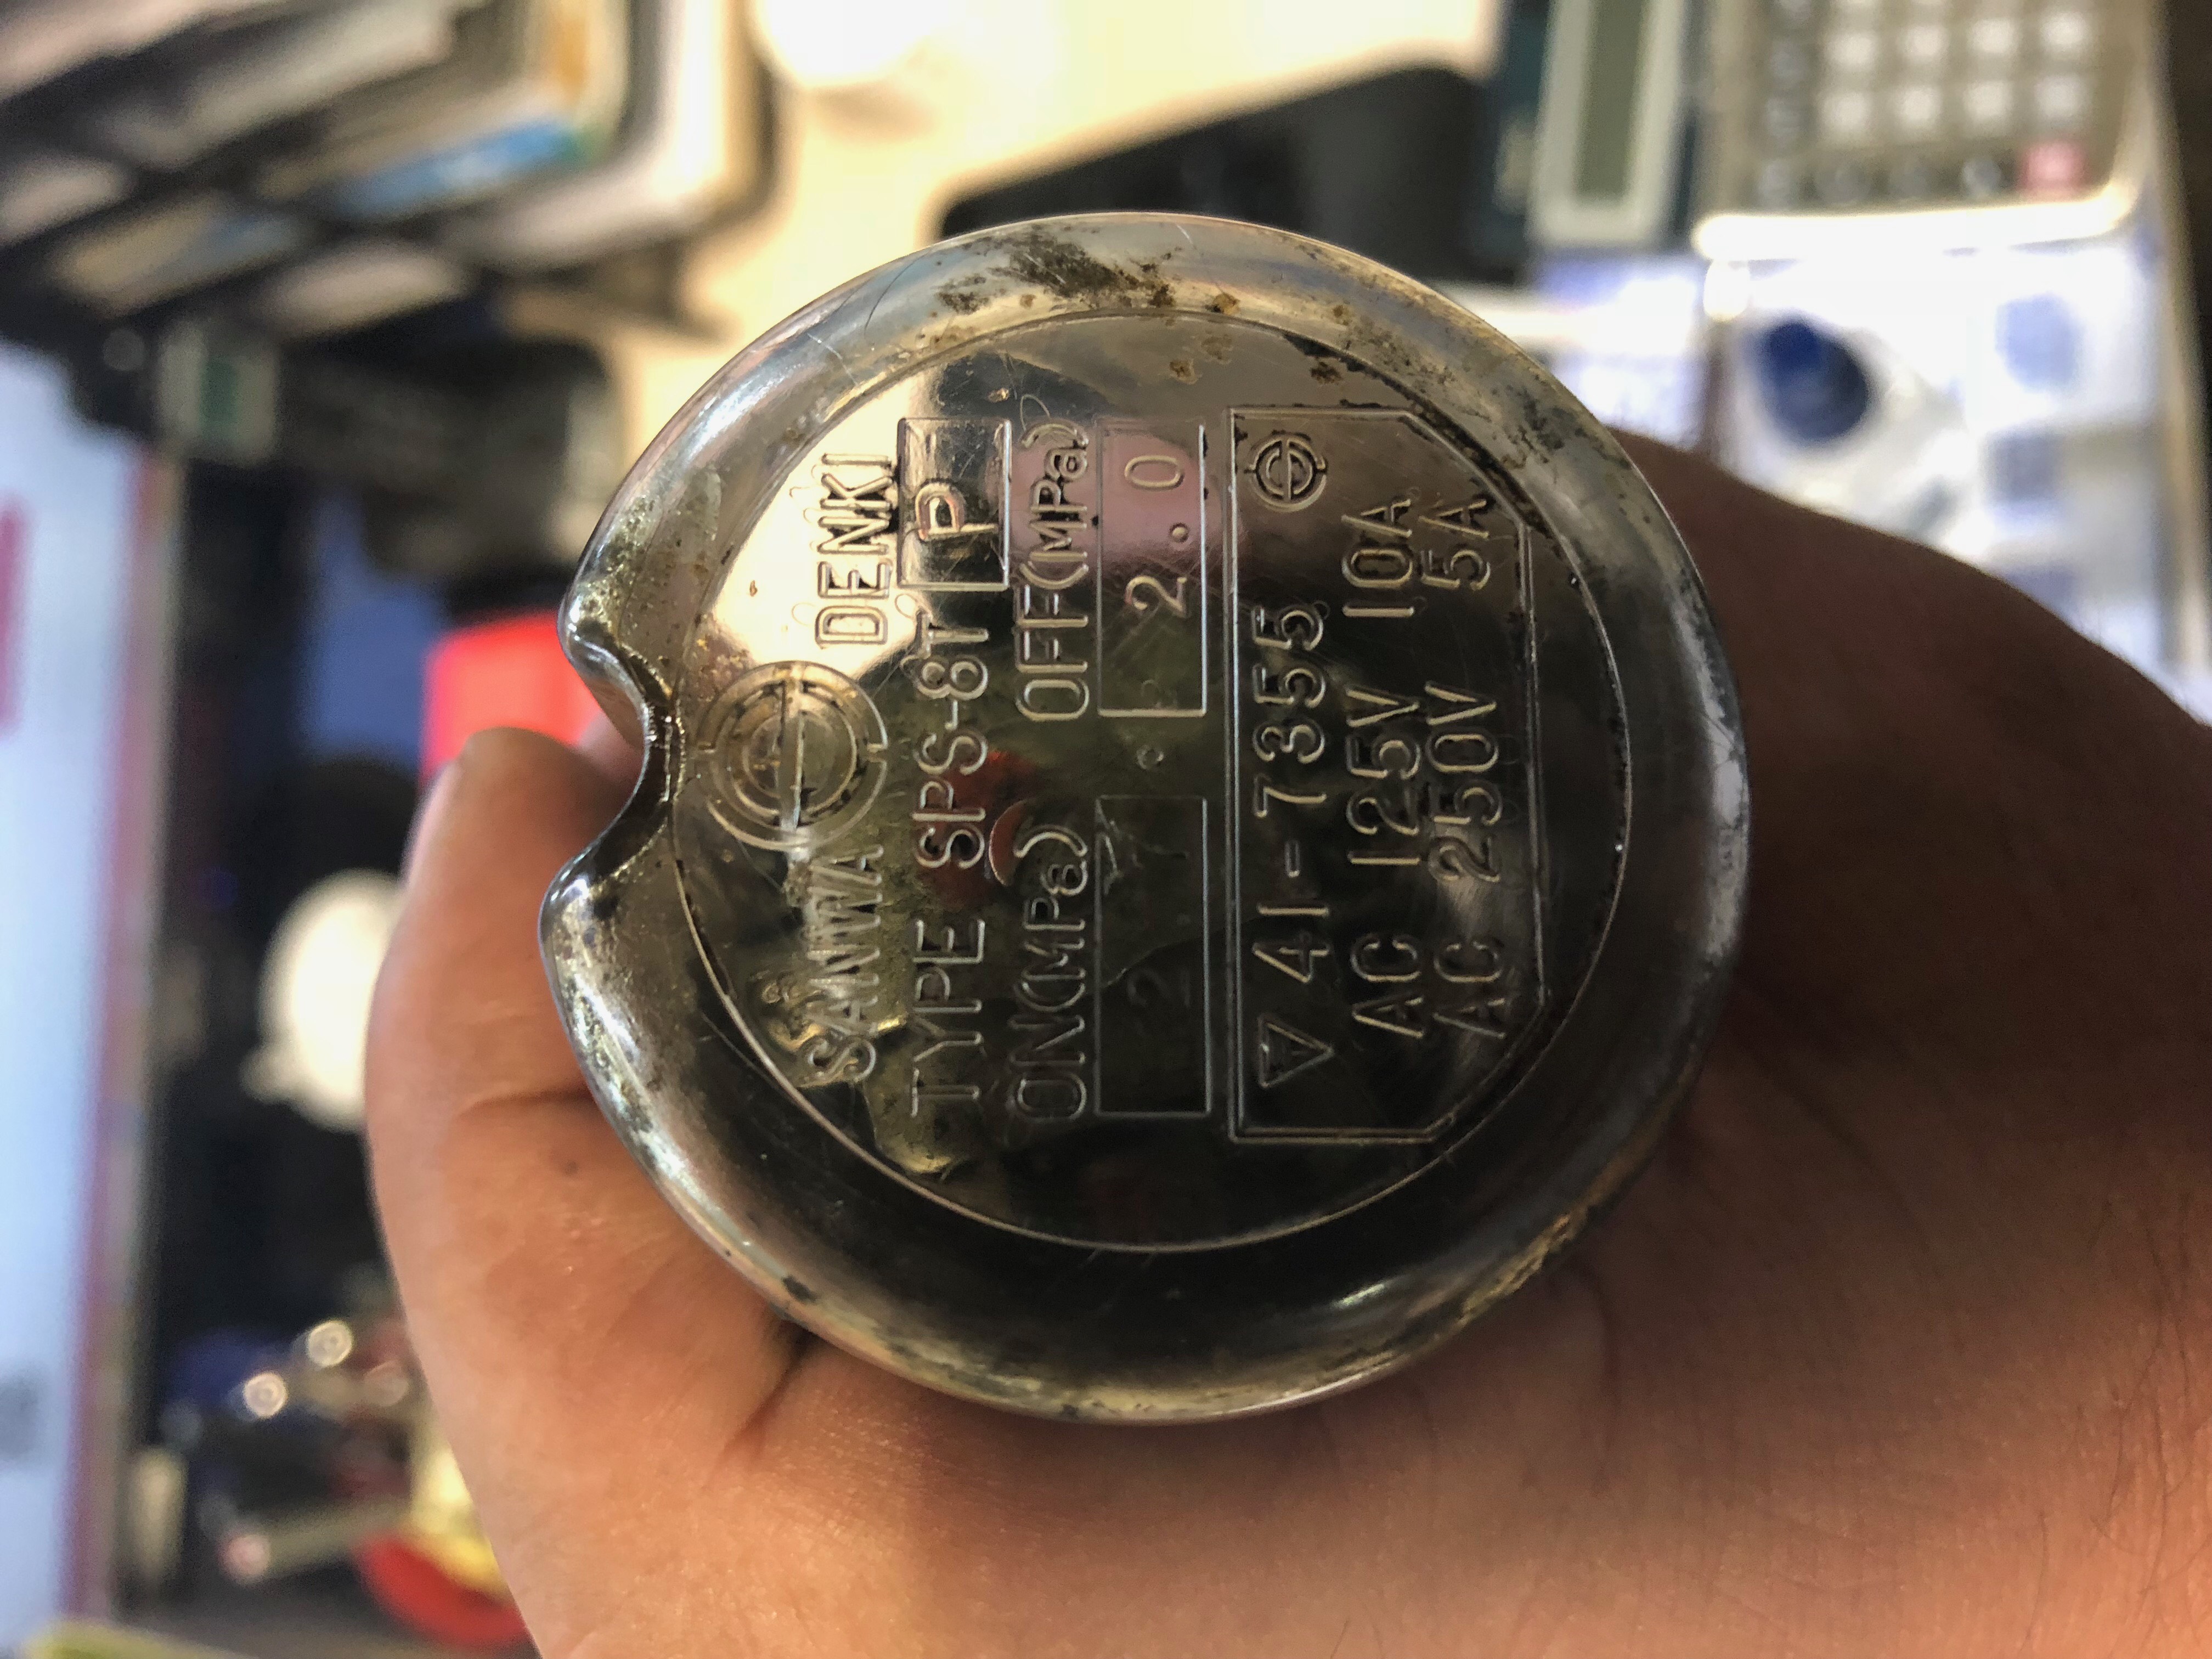 SANWA DENKI
TYPE SPS-8T P
ON(MPa) OFF(MPa)
2 2.0
▽ 41-7355
AC 125V 10A
AC 250V 5A